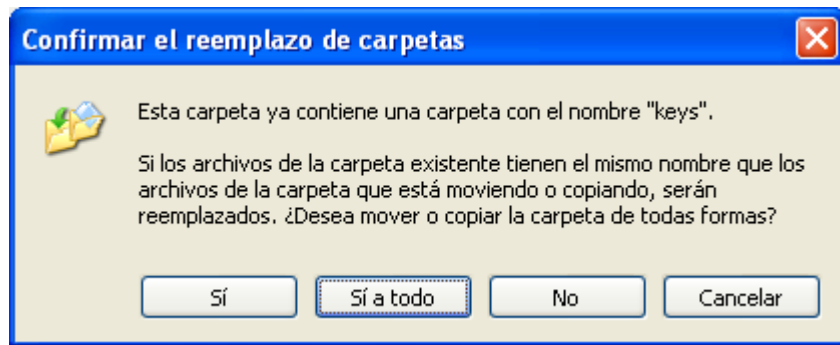 Confirmar el reemplazo de carpetas
Esta carpeta ya contiene una carpeta con el nombre "keys".
Si los archivos de la carpeta existente tienen el mismo nombre que los
archivos de la carpeta que está moviendo o copiando, serán
reemplazados. ¿Desea mover o copiar la carpeta de todas formas?
Sí
Sí a todo
No
Cancelar